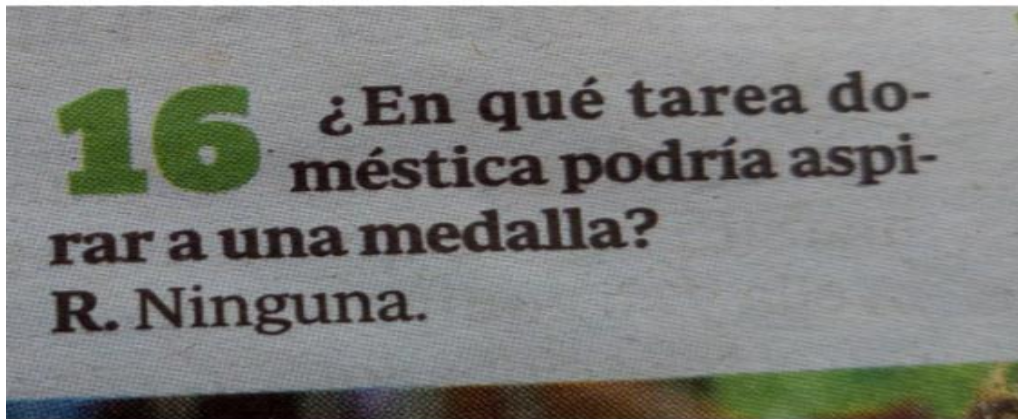 16 ¿En qué tarea do-
méstica podría aspi-
rar a una medalla?
R. Ninguna.